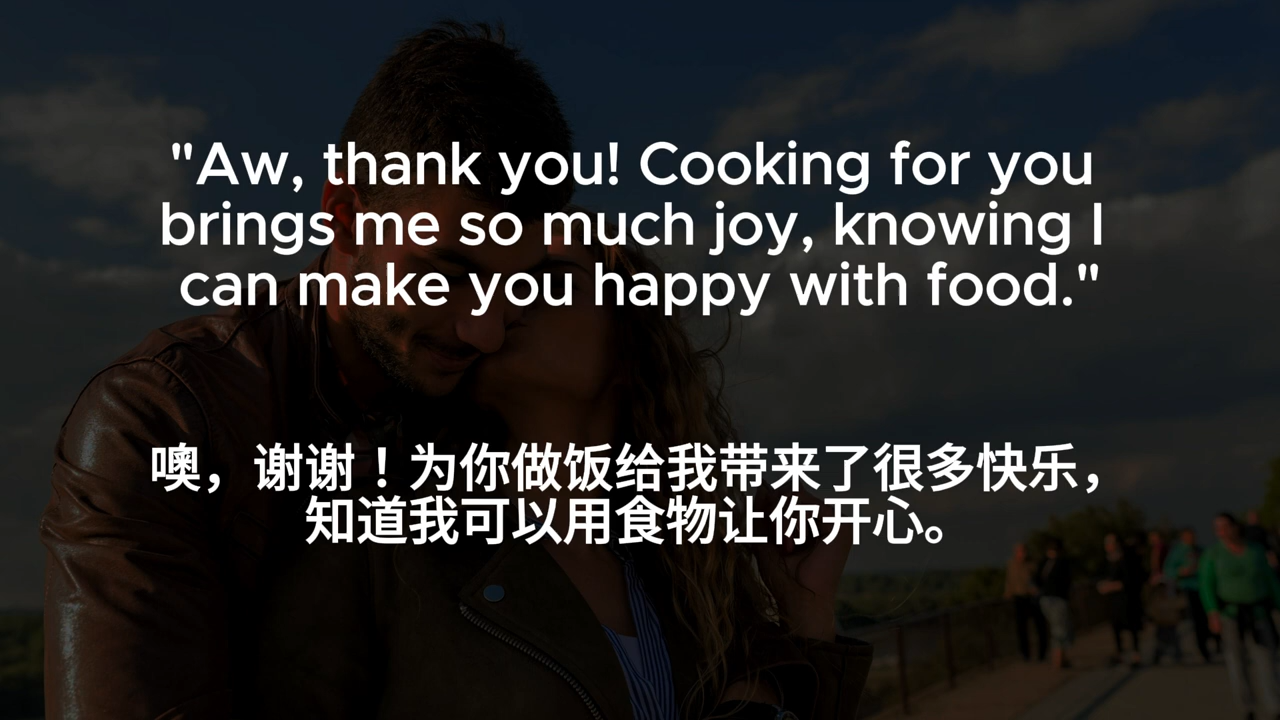 "Aw, thank you! Cooking for you
brings me so much joy, knowing I
can make you happy with food."
噢，谢谢！为你做饭给我带来了很多快乐，
知道我可以用食物让你开心。